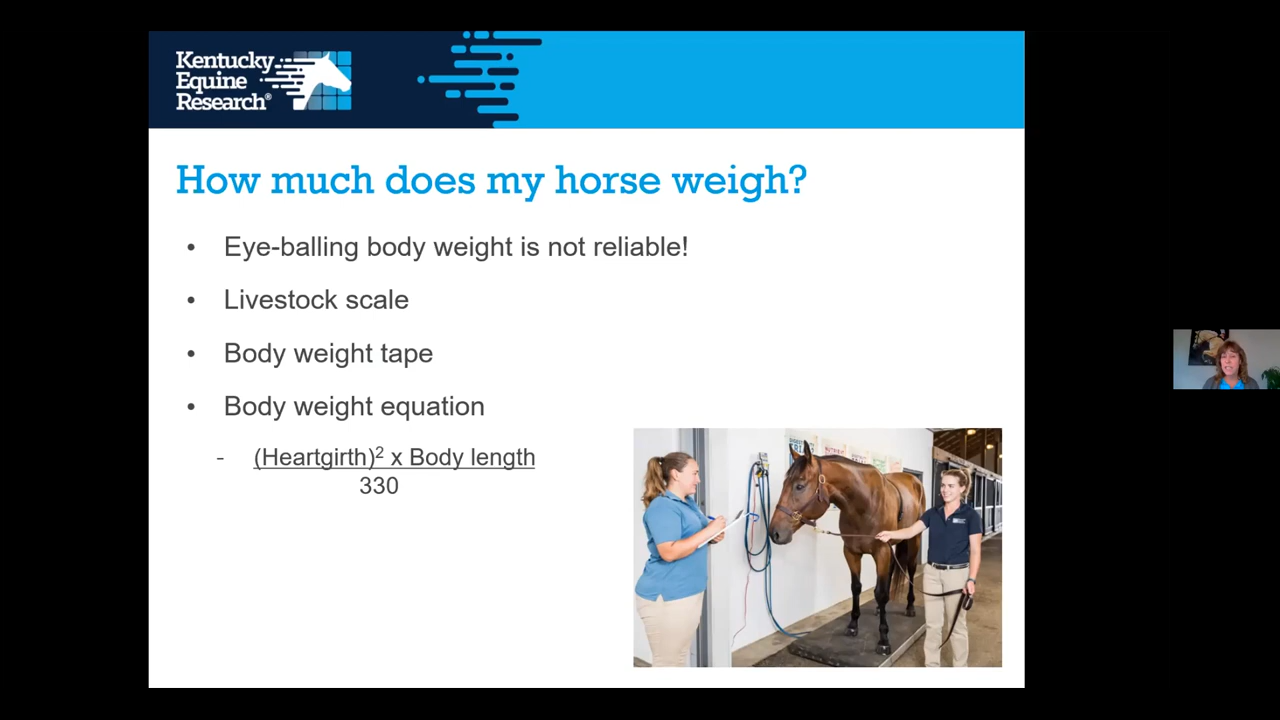 Kentucky
Equine
Research®
How much does my horse weigh?
• Eye-balling body weight is not reliable!
• Livestock scale
• Body weight tape
• Body weight equation
- (Heartgirth)² x Body length
330